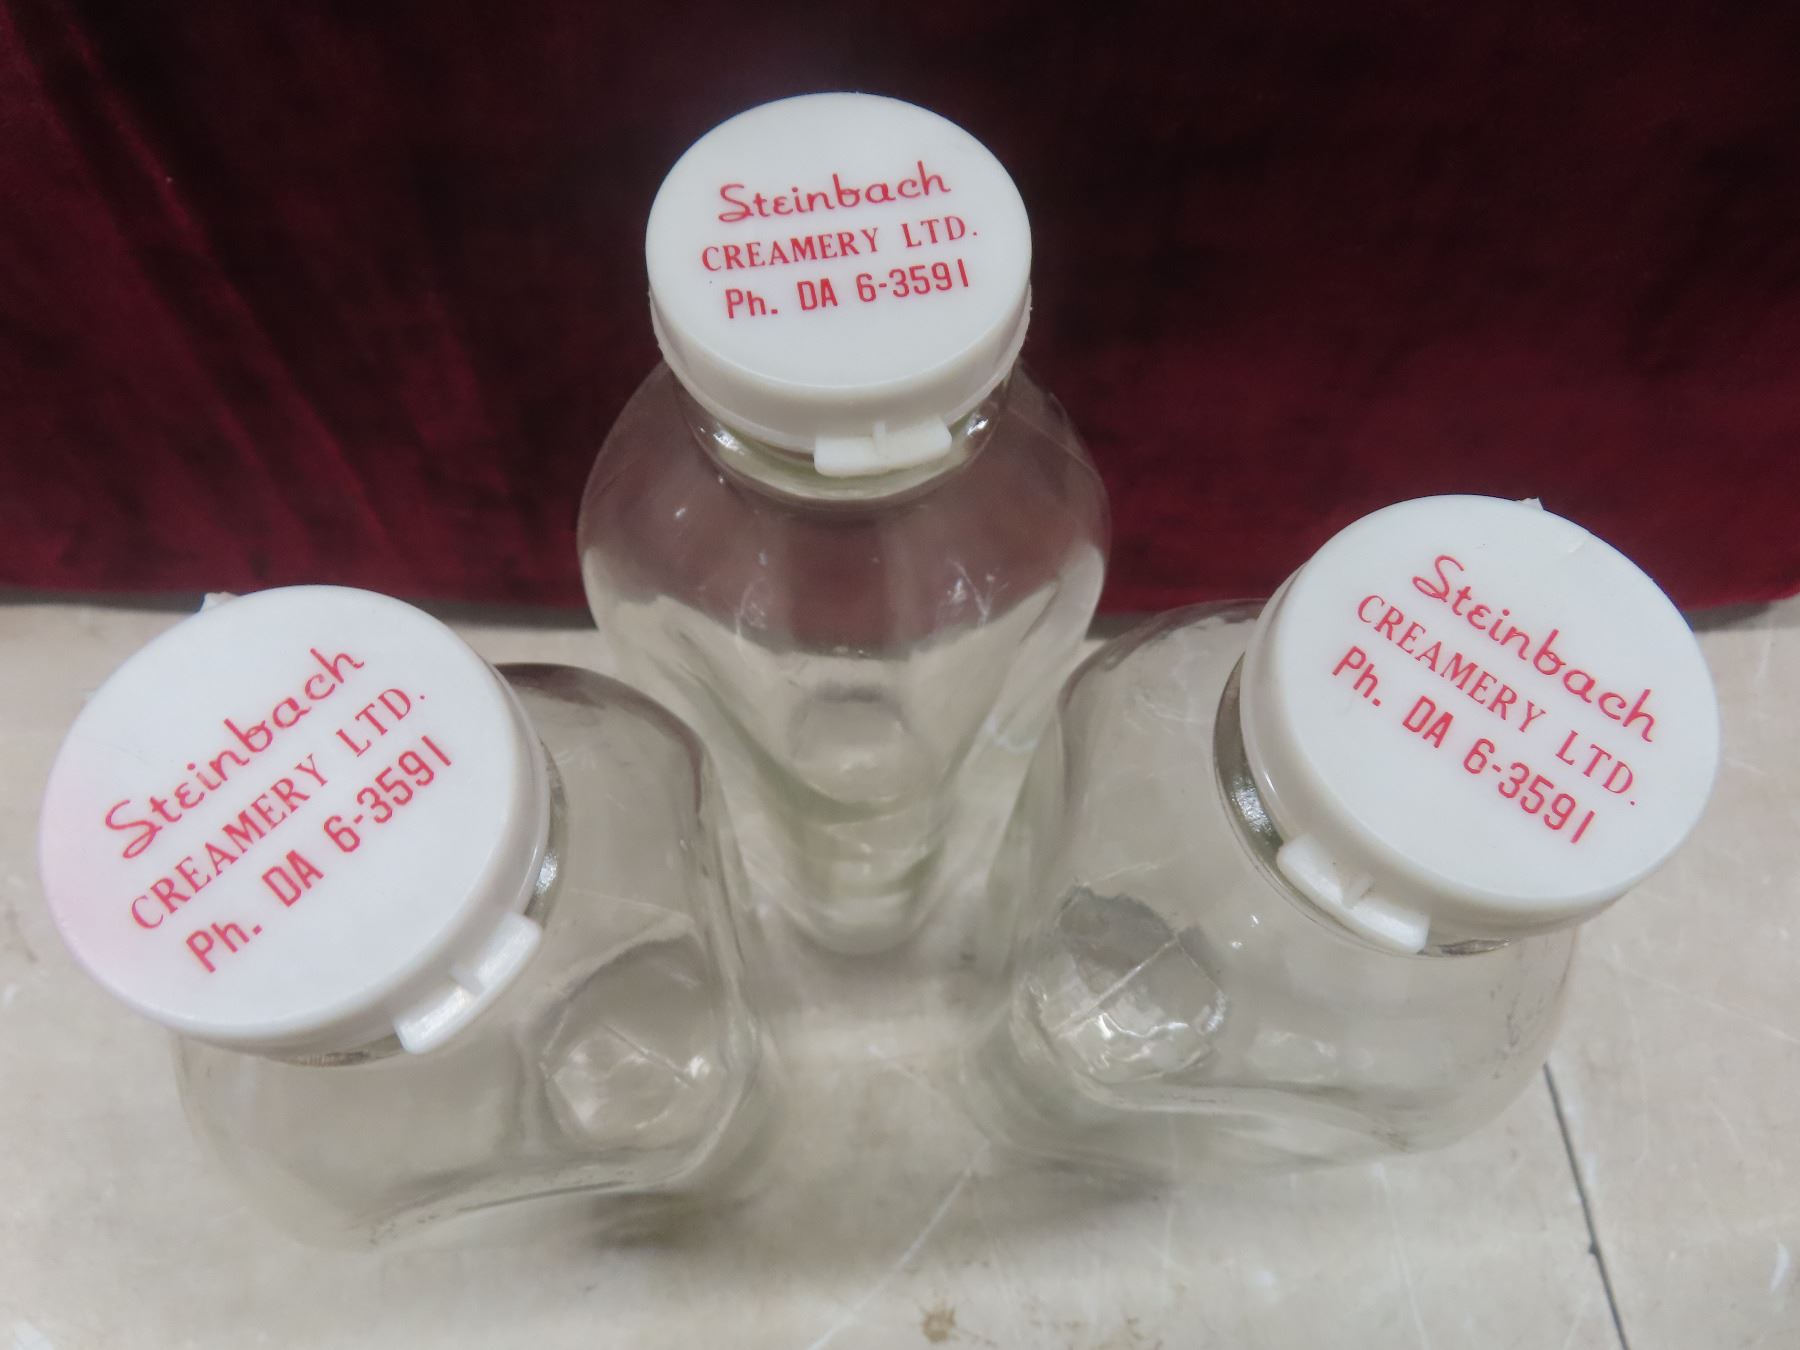 Steinbach
CREAMERY LTD.
Ph. DA 6-3591
Steinbach
CREAMERY LTD.
Ph. DA 6-3591
Steinbach
CREAMERY LTD.
Ph. DA 6-3591